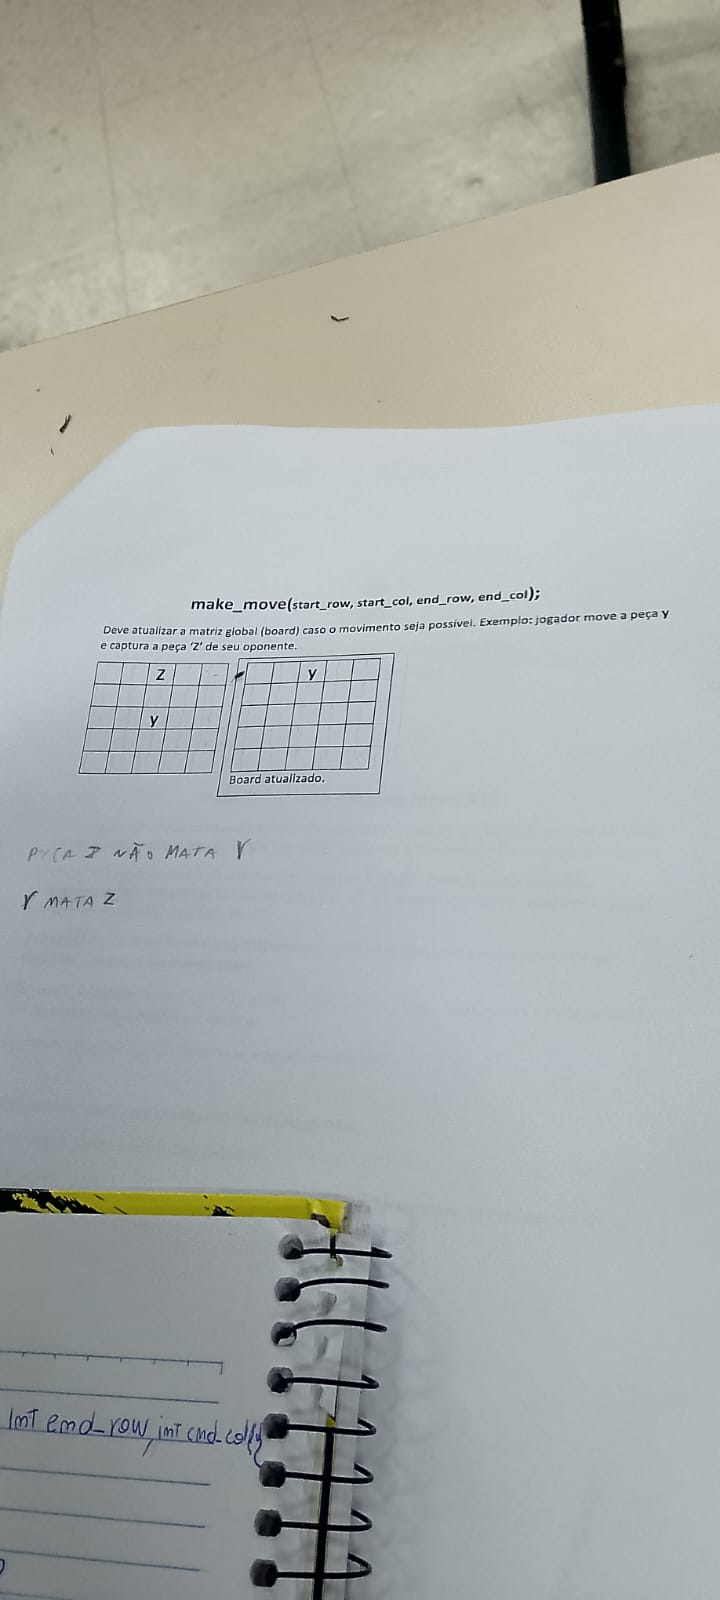 make_move(start_row, start_col, end_row, end_col);
Deve atualizar a matriz global (board) caso o movimento seja possível. Exemplo: jogador move a peça y
e captura a peça 'Z' de seu oponente.
Z
y
y
Board atualizado.
PEÇA Z NÃO MATA Y
Y MATA Z
int end_row, int end_col){